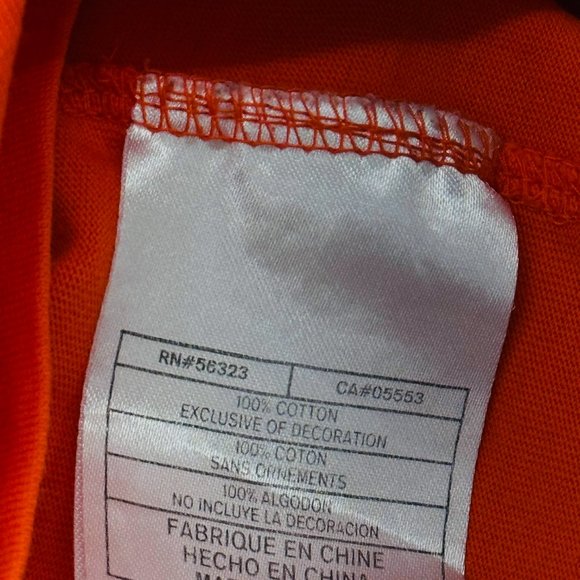 RN#56323 CA#05553
100% COTTON
EXCLUSIVE OF DECORATION
100% COTON
SANS ORNEMENTS
100% ALGODON
NO INCLUYE LA DECORACION
FABRIQUE EN CHINE
HECHO EN CHINA